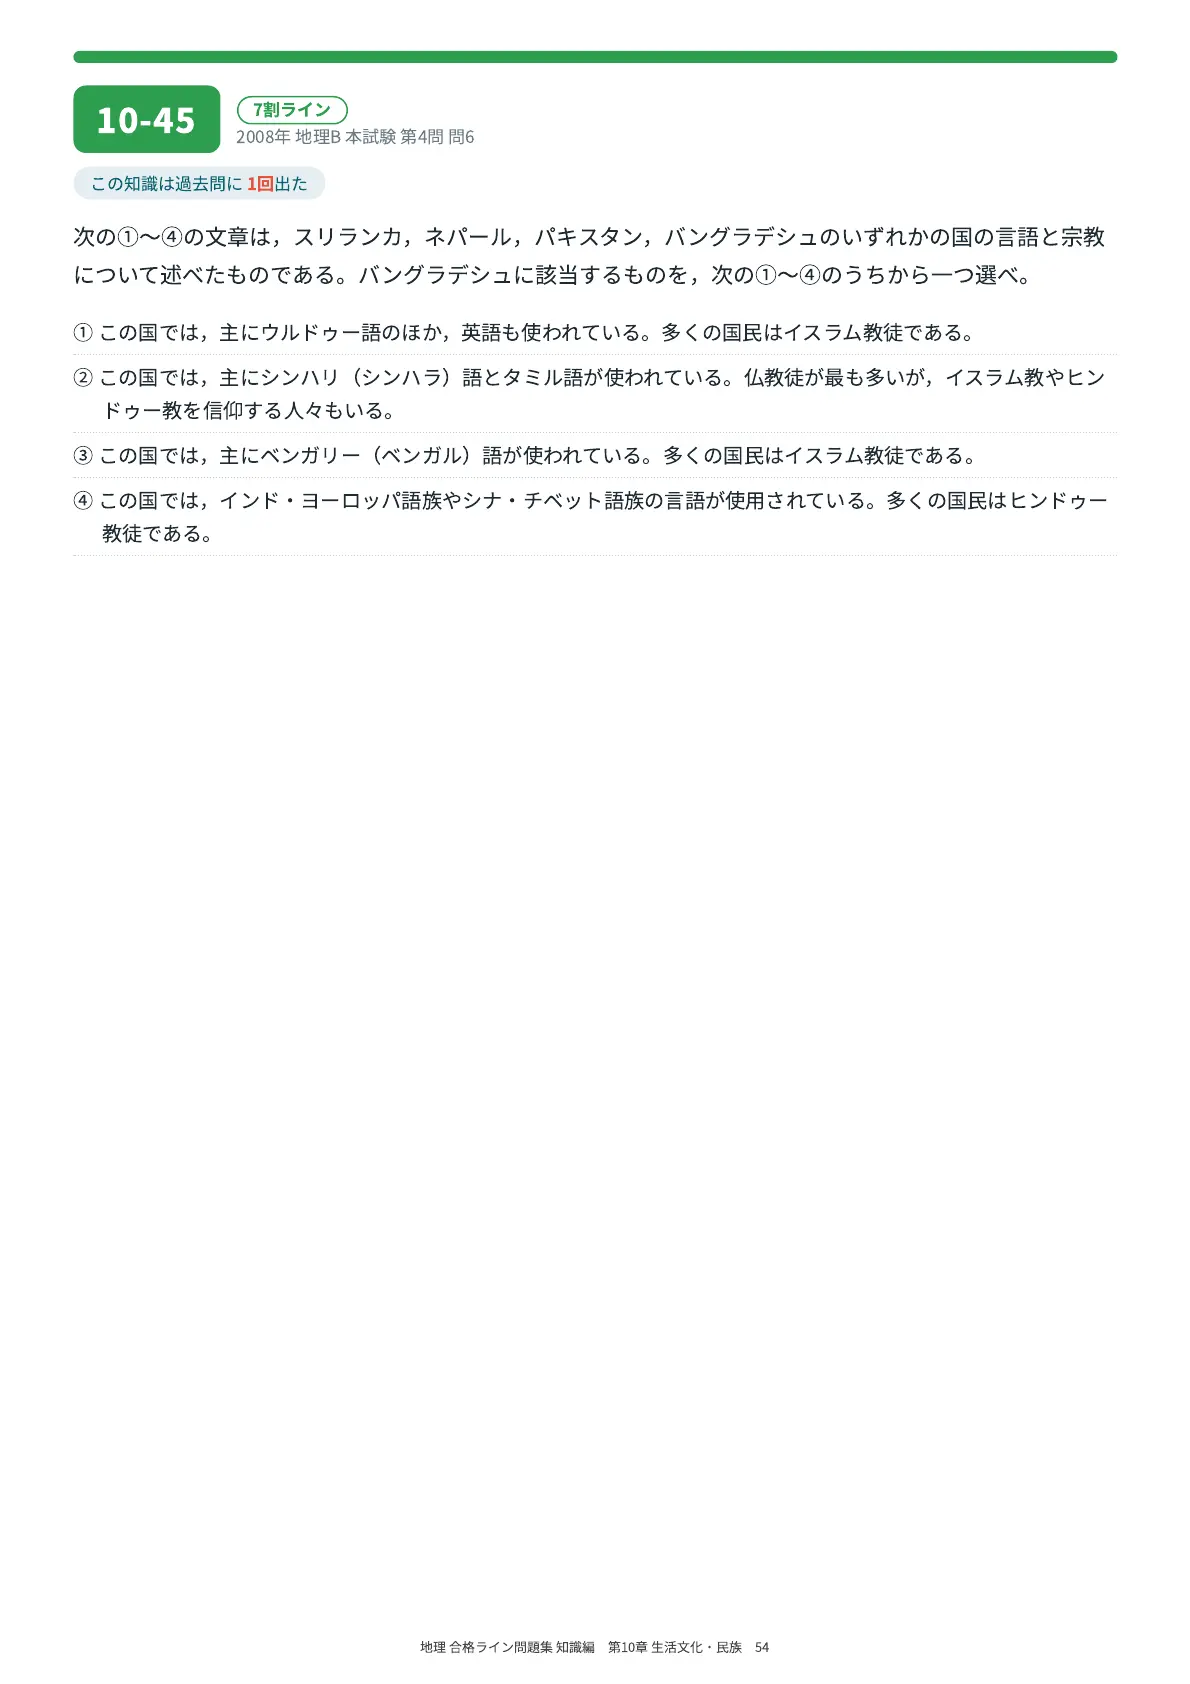 10-45
7割ライン
2008年 地理B 本試験 第4問 問6
この知識は過去問に 1回出た
次の①～④の文章は，スリランカ，ネパール，パキスタン，バングラデシュのいずれかの国の言語と宗教
について述べたものである。バングラデシュに該当するものを，次の①～④のうちから一つ選べ。
① この国では，主にウルドゥー語のほか，英語も使われている。多くの国民はイスラム教徒である。
② この国では，主にシンハリ（シンハラ）語とタミル語が使われている。仏教徒が最も多いが，イスラム教やヒン
ドゥー教を信仰する人々もいる。
③ この国では，主にベンガリー（ベンガル）語が使われている。多くの国民はイスラム教徒である。
④ この国では，インド・ヨーロッパ語族やシナ・チベット語族の言語が使用されている。多くの国民はヒンドゥー
教徒である。
地理 合格ライン問題集 知識編　第10章 生活文化・民族　54